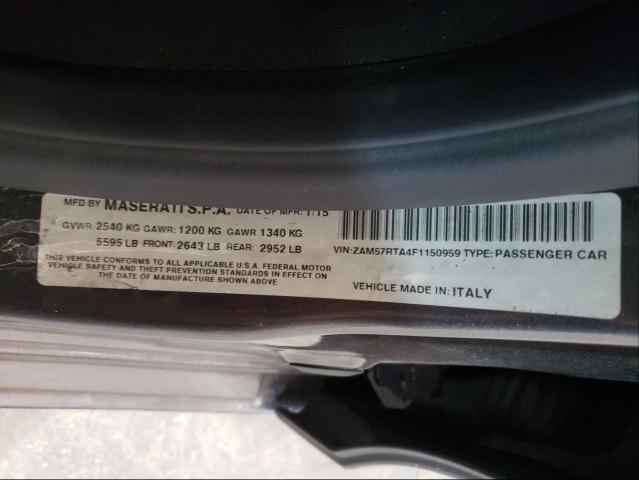 MFD BY MASERATI S.P.A. DATE OF MFR: 1/15
GVWR: 2540 KG GAWR: 1200 KG GAWR 1340 KG
5595 LB FRONT: 2643 LB REAR: 2952 LB
THIS VEHICLE CONFORMS TO ALL APPLICABLE U.S.A. FEDERAL MOTOR
VEHICLE SAFETY AND THEFT PREVENTION STANDARDS IN EFFECT ON
THE DATE OF MANUFACTURE SHOWN ABOVE
VIN: ZAM57RTA4F1150959 TYPE: PASSENGER CAR
VEHICLE MADE IN: ITALY